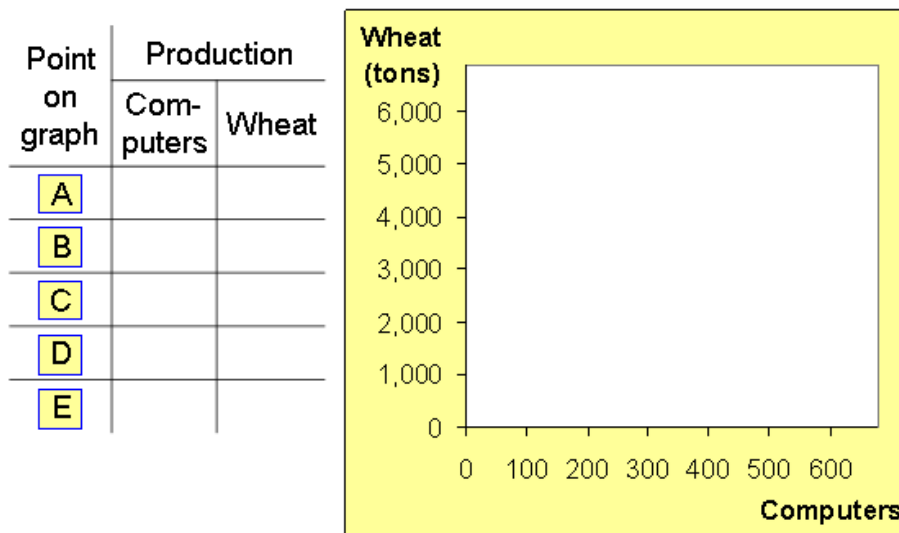 Point
on
graph
Production
Com-
puters
Wheat
A
B
C
D
E
Wheat
(tons)
6,000
5,000
4,000
3,000
2,000
1,000
0
0 100 200 300 400 500 600
Computers